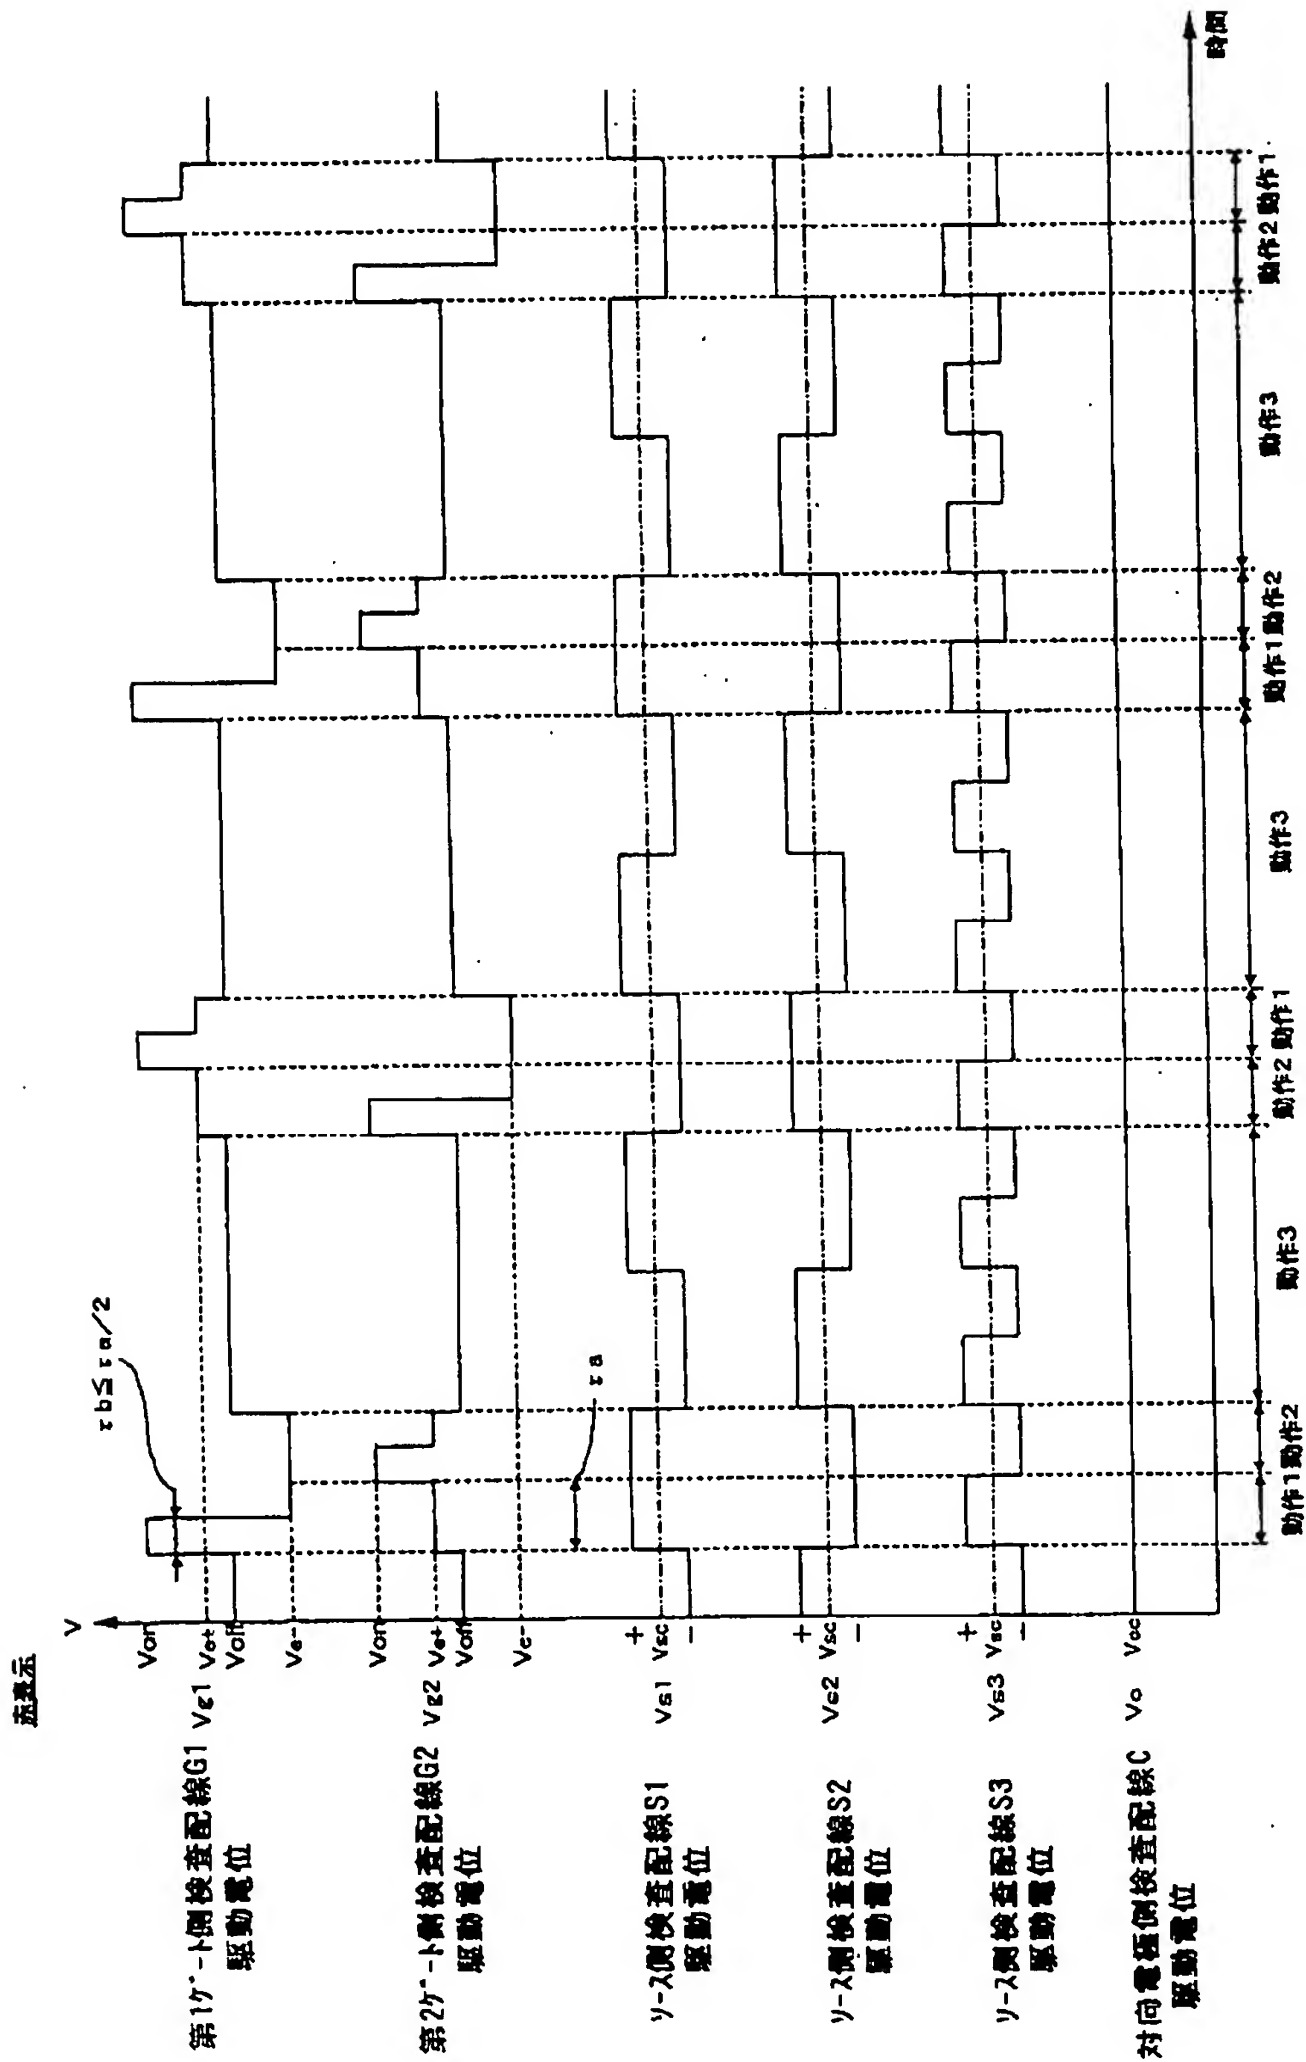 赤表示
V
τb≦τa/2
τa
第1ゲート側検査配線G1
駆動電位
Vg1
Von
Ve+
Voff
Ve-
第2ゲート側検査配線G2
駆動電位
Vg2
Von
Ve+
Voff
Ve-
ソース側検査配線S1
駆動電位
Vs1
+
Vsc
-
ソース側検査配線S2
駆動電位
Vs2
+
Vsc
-
ソース側検査配線S3
駆動電位
Vs3
+
Vsc
-
対向電極側検査配線C
駆動電位
Vo
Voc
動作1 動作2 動作3 動作2 動作1 動作3 動作1 動作2 動作3 動作2 動作1
時間